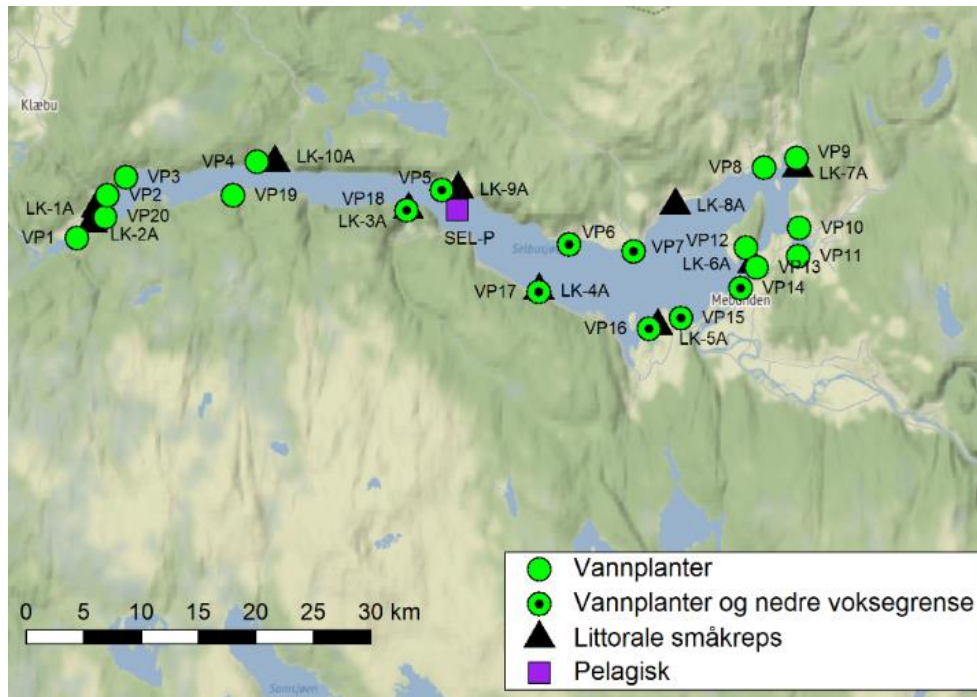 Klæbu
VP4
LK-10A
VP3
VP2
LK-1A
VP20
LK-2A
VP1
VP19
VP5
LK-9A
VP18
LK-3A
SEL-P
VP8
VP9
LK-7A
LK-8A
VP6
VP7
VP12
VP10
LK-6A
VP11
VP13
VP14
VP17
LK-4A
VP15
VP16
LK-5A
0 5 10 15 20 25 30 km
Vannplanter
Vannplanter og nedre voksegrense
Littorale småkreps
Pelagisk